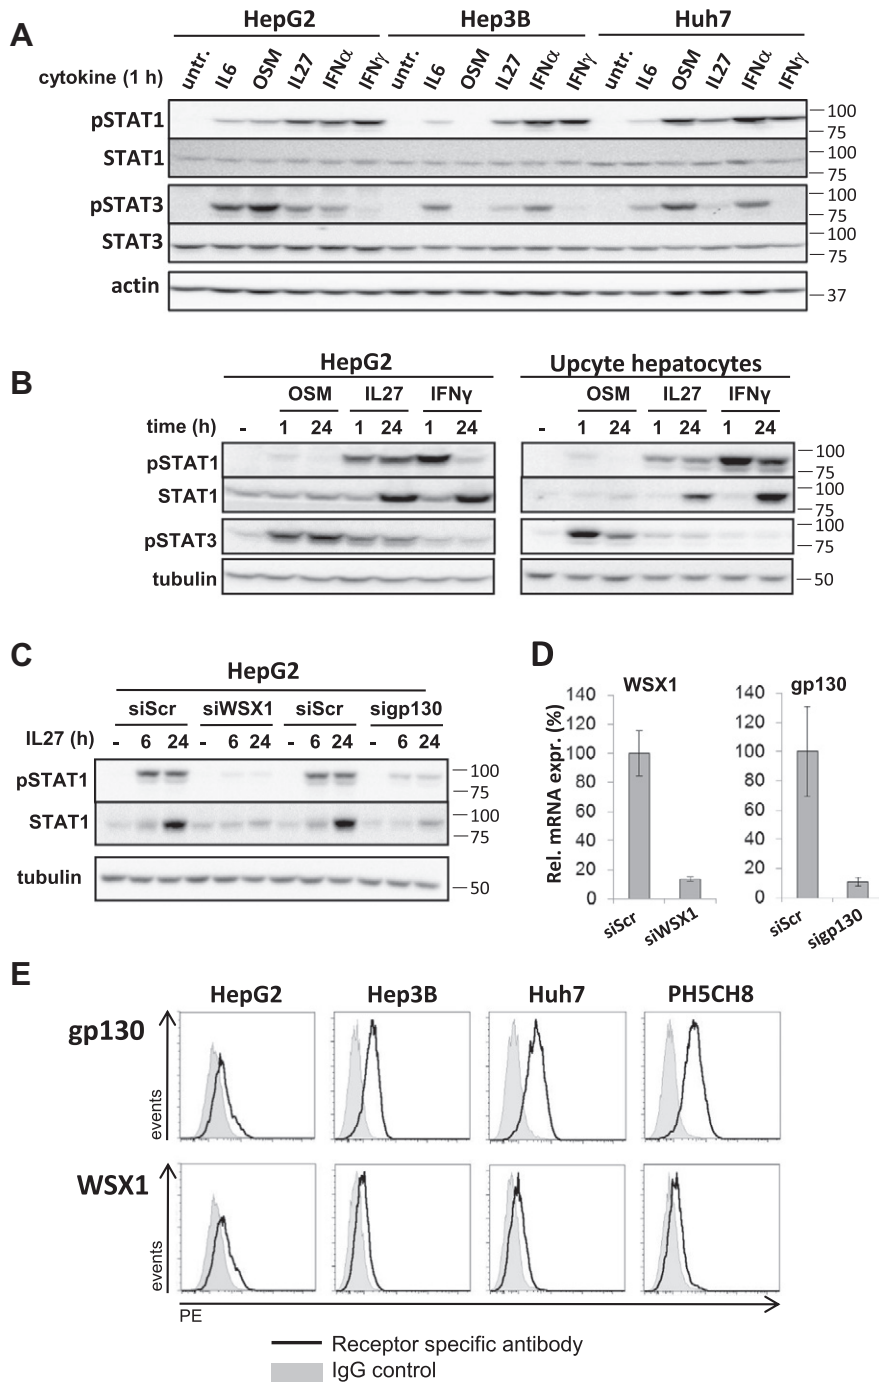 A
HepG2 Hep3B Huh7
cytokine (1 h) untr. IL6 OSM IL27 IFNα IFNγ untr. IL6 OSM IL27 IFNα IFNγ untr. IL6 OSM IL27 IFNα IFNγ
pSTAT1 100
75
STAT1 100
75
pSTAT3 100
75
STAT3 100
75
actin 37
B
HepG2 Upcyte hepatocytes
OSM IL27 IFNγ OSM IL27 IFNγ
time (h) - 1 24 1 24 1 24 - 1 24 1 24 1 24
pSTAT1 100
75
STAT1 100
75
pSTAT3 100
75
tubulin 50
C
HepG2
siScr siWSX1 siScr sigp130
IL27 (h) - 6 24 - 6 24 - 6 24 - 6 24
pSTAT1 100
75
STAT1 100
75
tubulin 50
D
WSX1 gp130
Rel. mRNA expr. (%)
140 140
120 120
100 100
80 80
60 60
40 40
20 20
0 0
siScr siWSX1 siScr sigp130
E
HepG2 Hep3B Huh7 PH5CH8
gp130
events
WSX1
events
PE
Receptor specific antibody
IgG control